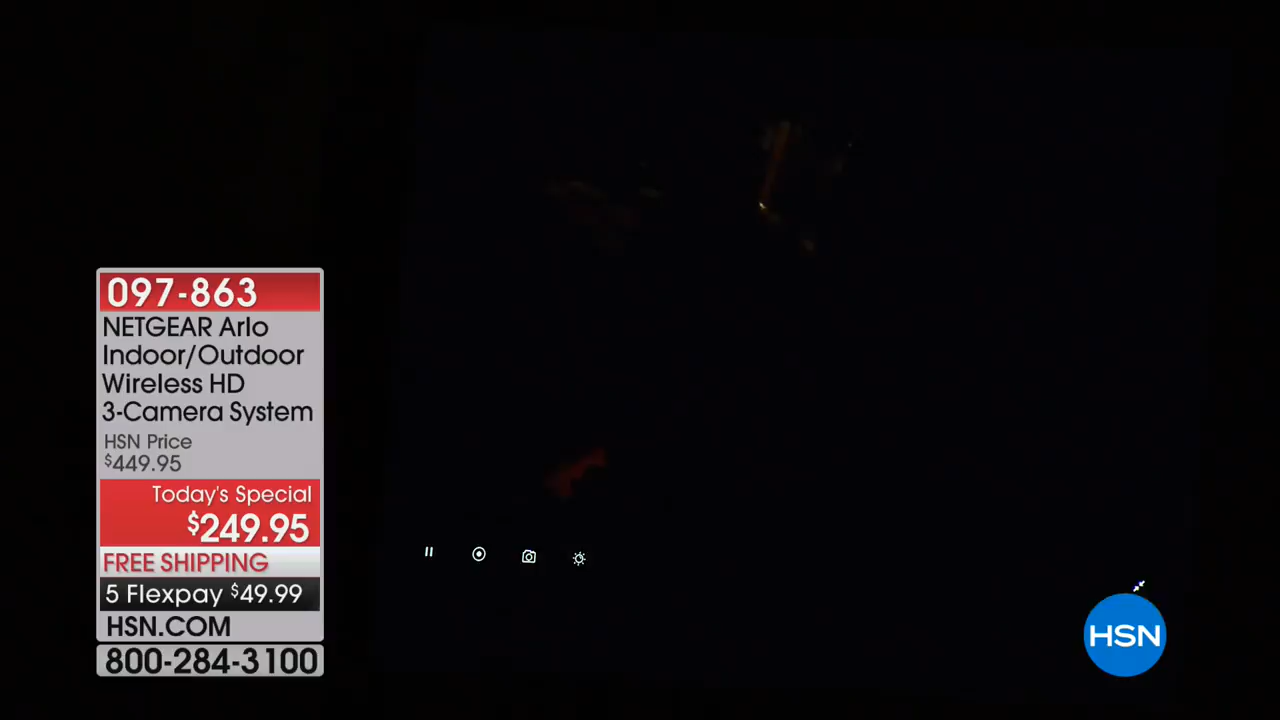 097-863
NETGEAR Arlo
Indoor/Outdoor
Wireless HD
3-Camera System
HSN Price
$449.95
Today's Special
$249.95
FREE SHIPPING
5 Flexpay $49.99
HSN.COM
800-284-3100
HSN